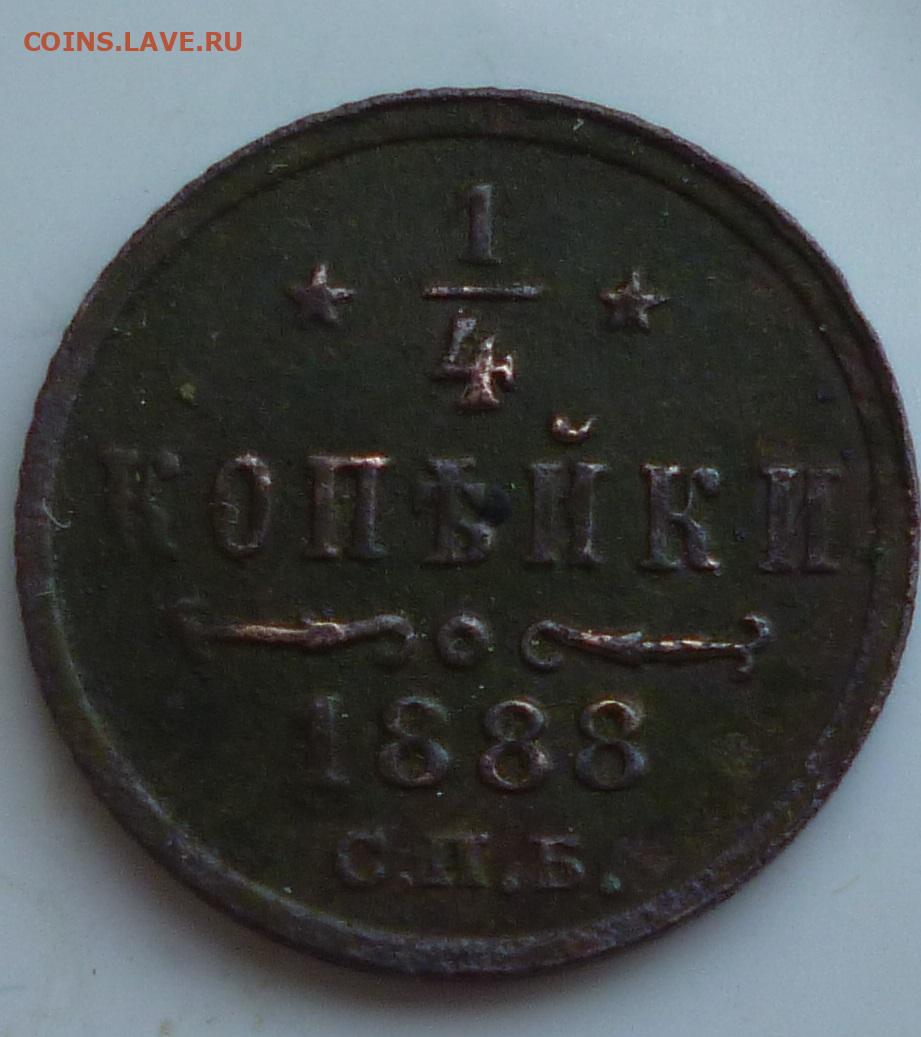 COINS.LAVE.RU
★ 1/4 ★
КОПѢЙКИ
1888
С.П.Б.